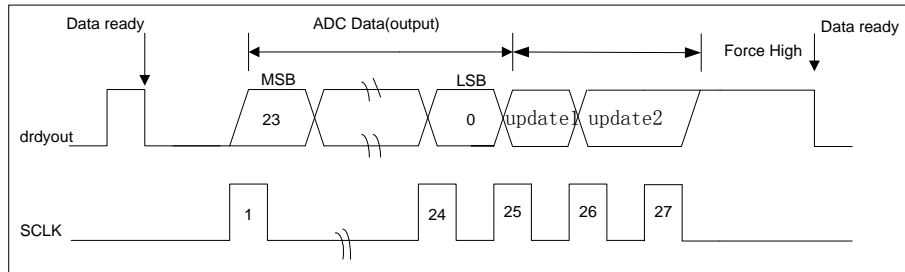 Data ready
ADC Data(output)
Force High
Data ready
MSB
LSB
drdyout
23
0
update1
update2
SCLK
1
24
25
26
27